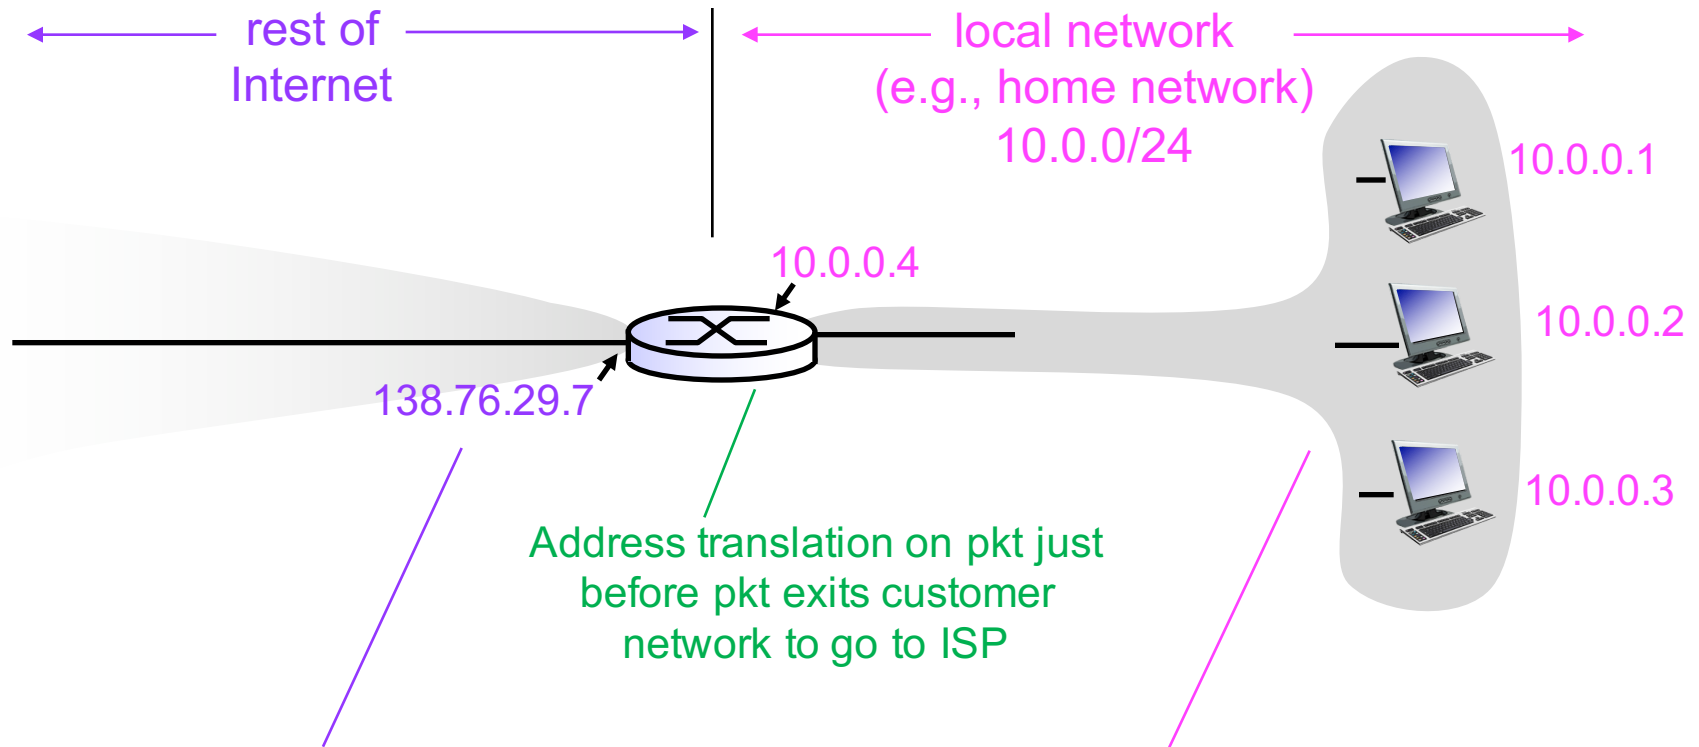 rest of
Internet
local network
(e.g., home network)
10.0.0/24
10.0.0.1
10.0.0.4
10.0.0.2
138.76.29.7
10.0.0.3
Address translation on pkt just
before pkt exits customer
network to go to ISP